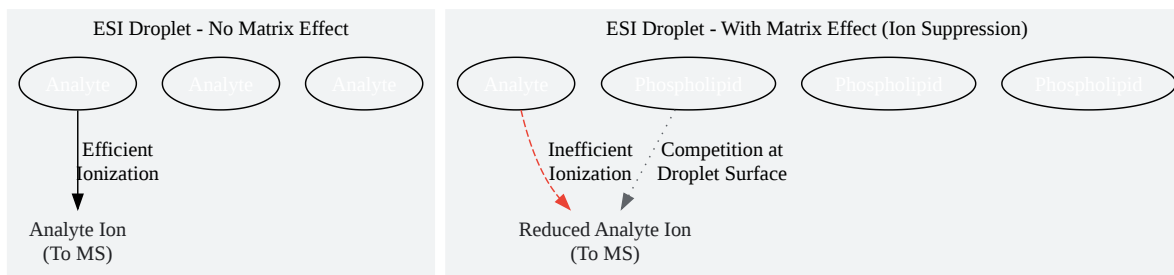 ESI Droplet - No Matrix Effect
Analyte
Analyte
Analyte
Efficient
Ionization
Analyte Ion
(To MS)
ESI Droplet - With Matrix Effect (Ion Suppression)
Analyte
Phospholipid
Phospholipid
Phospholipid
Inefficient
Ionization
Competition at
Droplet Surface
Reduced Analyte Ion
(To MS)